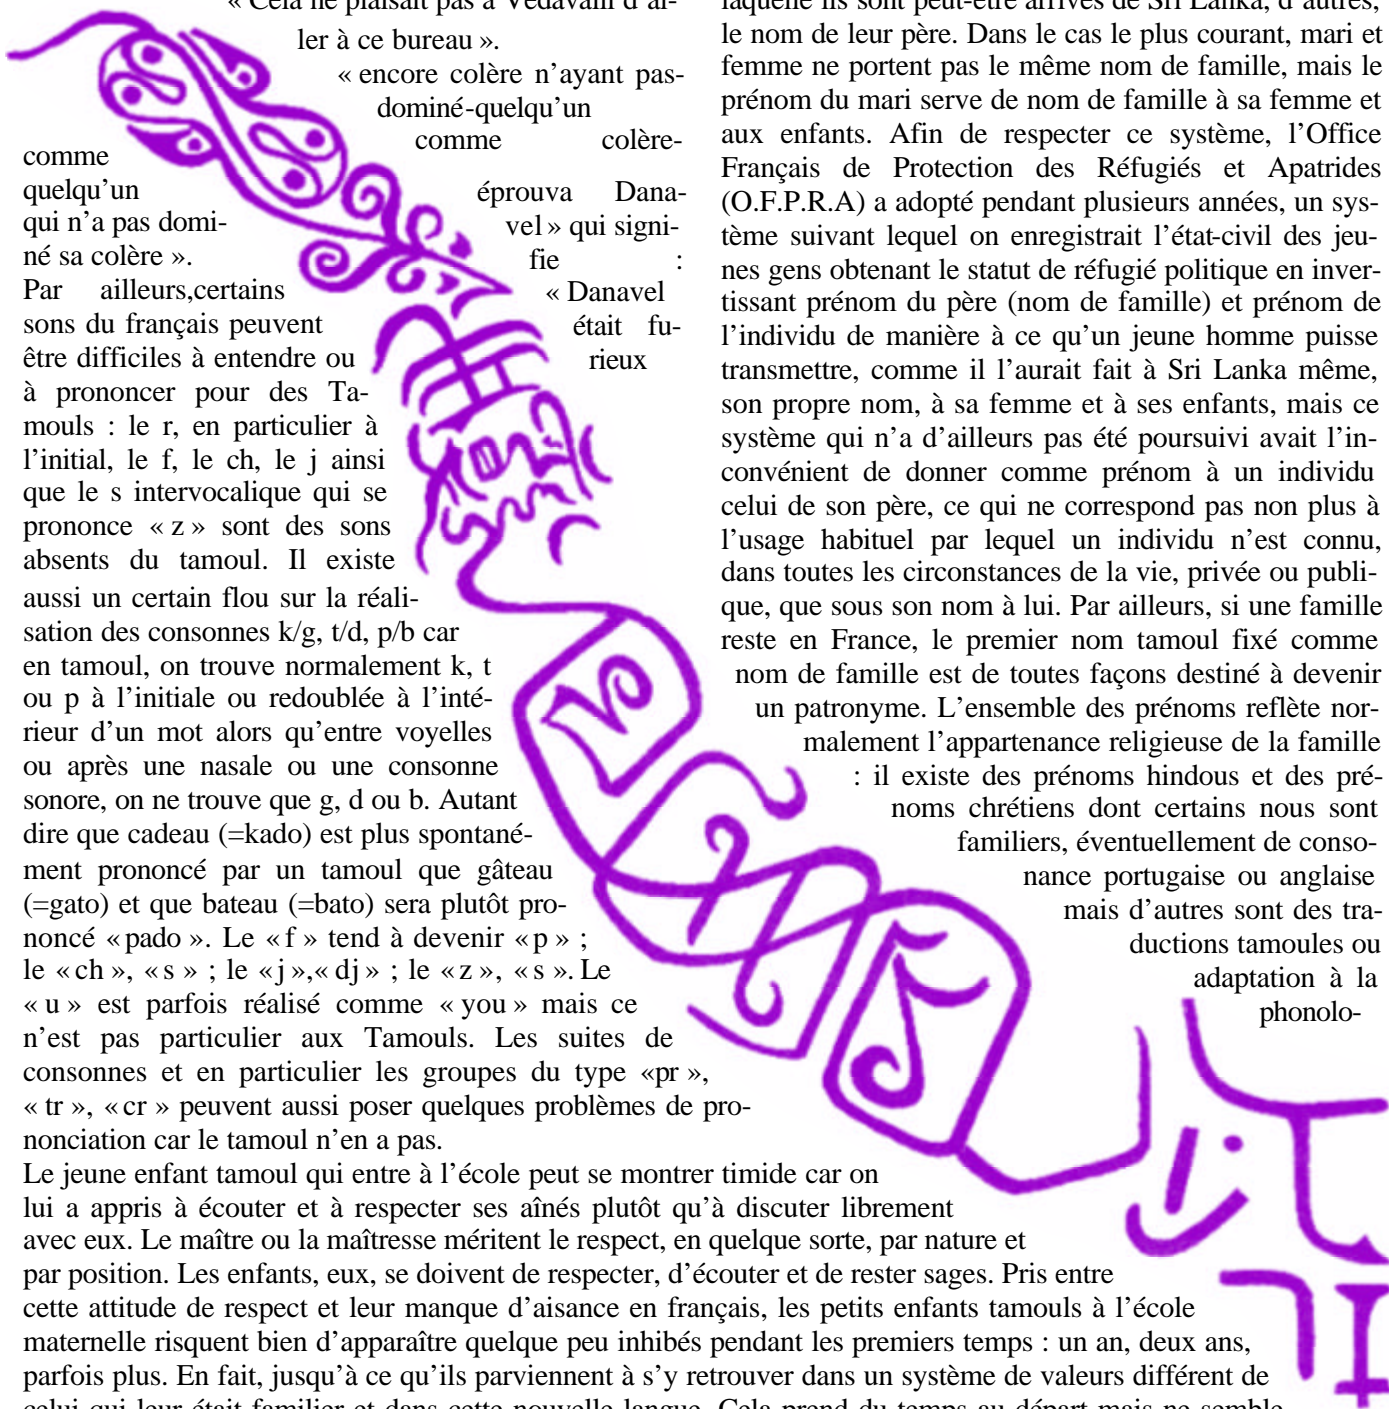 « Cela ne plaisait pas à Védavalli d'al-
ler à ce bureau ».
« encore colère n'ayant pas-
dominé-quelqu'un
comme colère-
éprouva Dana-
vel » qui signi-
fie :
« Danavel
était fu-
rieux
comme
quelqu'un
qui n'a pas domi-
né sa colère ».
Par ailleurs,certains
sons du français peuvent
être difficiles à entendre ou
à prononcer pour des Ta-
mouls : le r, en particulier à
l'initial, le f, le ch, le j ainsi
que le s intervocalique qui se
prononce « z » sont des sons
absents du tamoul. Il existe
aussi un certain flou sur la réali-
sation des consonnes k/g, t/d, p/b car
en tamoul, on trouve normalement k, t
ou p à l'initiale ou redoublée à l'inté-
rieur d'un mot alors qu'entre voyelles
ou après une nasale ou une consonne
sonore, on ne trouve que g, d ou b. Autant
dire que cadeau (=kado) est plus spontané-
ment prononcé par un tamoul que gâteau
(=gato) et que bateau (=bato) sera plutôt pro-
noncé « pado ». Le « f » tend à devenir « p » ;
le « ch », « s » ; le « j »,« dj » ; le « z », « s ». Le
« u » est parfois réalisé comme « you » mais ce
n'est pas particulier aux Tamouls. Les suites de
consonnes et en particulier les groupes du type «pr »,
« tr », « cr » peuvent aussi poser quelques problèmes de pro-
nonciation car le tamoul n'en a pas.
Le jeune enfant tamoul qui entre à l'école peut se montrer timide car on
lui a appris à écouter et à respecter ses aînés plutôt qu'à discuter librement
avec eux. Le maître ou la maîtresse méritent le respect, en quelque sorte, par nature et
par position. Les enfants, eux, se doivent de respecter, d'écouter et de rester sages. Pris entre
cette attitude de respect et leur manque d'aisance en français, les petits enfants tamouls à l'école
maternelle risquent bien d'apparaître quelque peu inhibés pendant les premiers temps : un an, deux ans,
parfois plus. En fait, jusqu'à ce qu'ils parviennent à s'y retrouver dans un système de valeurs différent de
celui qui leur était familier et dans cette nouvelle langue. Cela prend du temps au départ mais ne semble
laquelle ils sont peut-être arrivés de Sri Lanka, d'autres,
le nom de leur père. Dans le cas le plus courant, mari et
femme ne portent pas le même nom de famille, mais le
prénom du mari serve de nom de famille à sa femme et
aux enfants. Afin de respecter ce système, l'Office
Français de Protection des Réfugiés et Apatrides
(O.F.P.R.A) a adopté pendant plusieurs années, un sys-
tème suivant lequel on enregistrait l'état-civil des jeu-
nes gens obtenant le statut de réfugié politique en inver-
tissant prénom du père (nom de famille) et prénom de
l'individu de manière à ce qu'un jeune homme puisse
transmettre, comme il l'aurait fait à Sri Lanka même,
son propre nom, à sa femme et à ses enfants, mais ce
système qui n'a d'ailleurs pas été poursuivi avait l'in-
convénient de donner comme prénom à un individu
celui de son père, ce qui ne correspond pas non plus à
l'usage habituel par lequel un individu n'est connu,
dans toutes les circonstances de la vie, privée ou publi-
que, que sous son nom à lui. Par ailleurs, si une famille
reste en France, le premier nom tamoul fixé comme
nom de famille est de toutes façons destiné à devenir
un patronyme. L'ensemble des prénoms reflète nor-
malement l'appartenance religieuse de la famille
: il existe des prénoms hindous et des pré-
noms chrétiens dont certains nous sont
familiers, éventuellement de conso-
nance portugaise ou anglaise
mais d'autres sont des tra-
ductions tamoules ou
adaptation à la
phonolo-